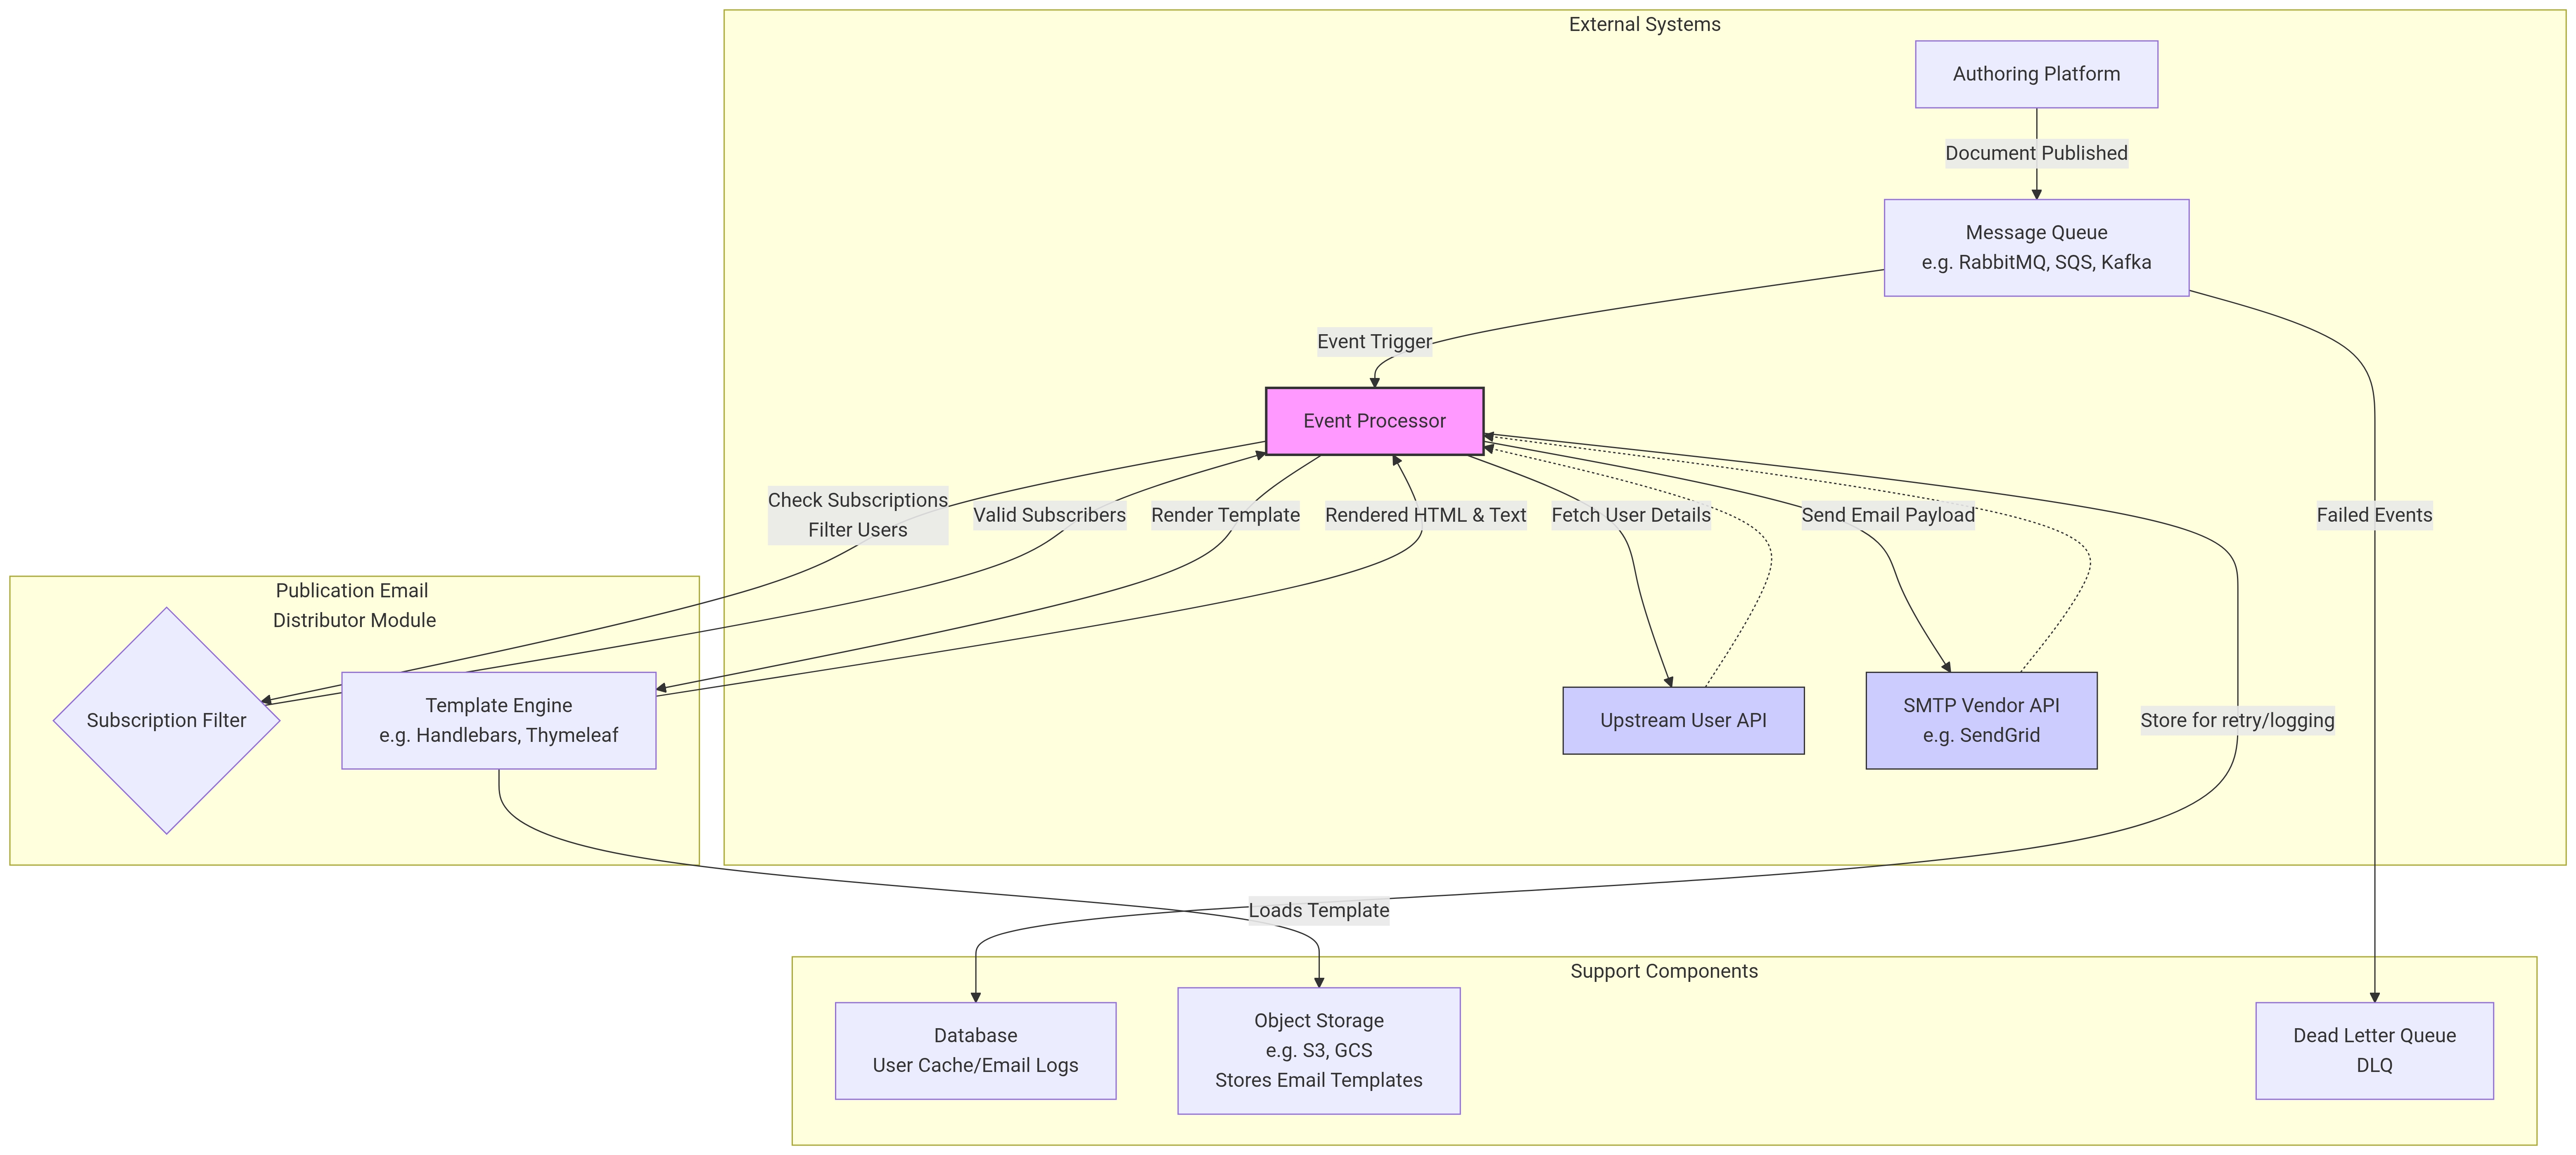 External Systems
Authoring Platform
Document Published
Message Queue
e.g. RabbitMQ, SQS, Kafka
Event Trigger
Event Processor
Check Subscriptions
Filter Users
Valid Subscribers
Render Template
Rendered HTML & Text
Fetch User Details
Send Email Payload
Failed Events
Publication Email
Distributor Module
Subscription Filter
Template Engine
e.g. Handlebars, Thymeleaf
Upstream User API
SMTP Vendor API
e.g. SendGrid
Store for retry/logging
Loads Template
Support Components
Database
User Cache/Email Logs
Object Storage
e.g. S3, GCS
Stores Email Templates
Dead Letter Queue
DLQ